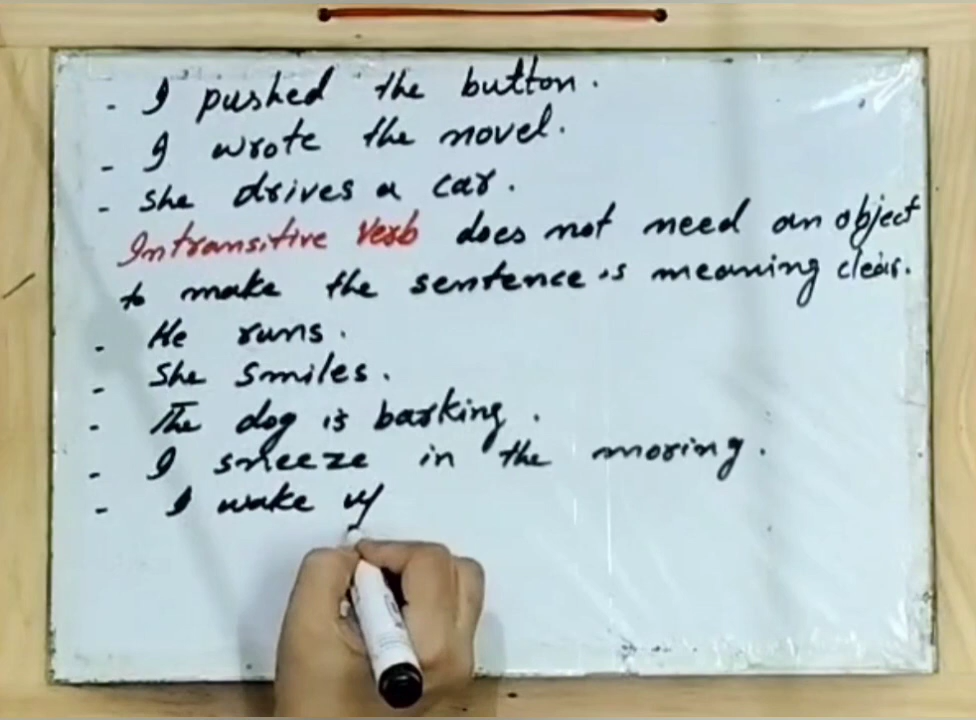 - I pushed the button.
- I wrote the novel.
- she drives a car.
Intransitive Verb does not need an object
to make the sentence is meaning clear.
- He runs.
- She smiles.
- The dog is barking.
- I sneeze in the moring.
- I wake